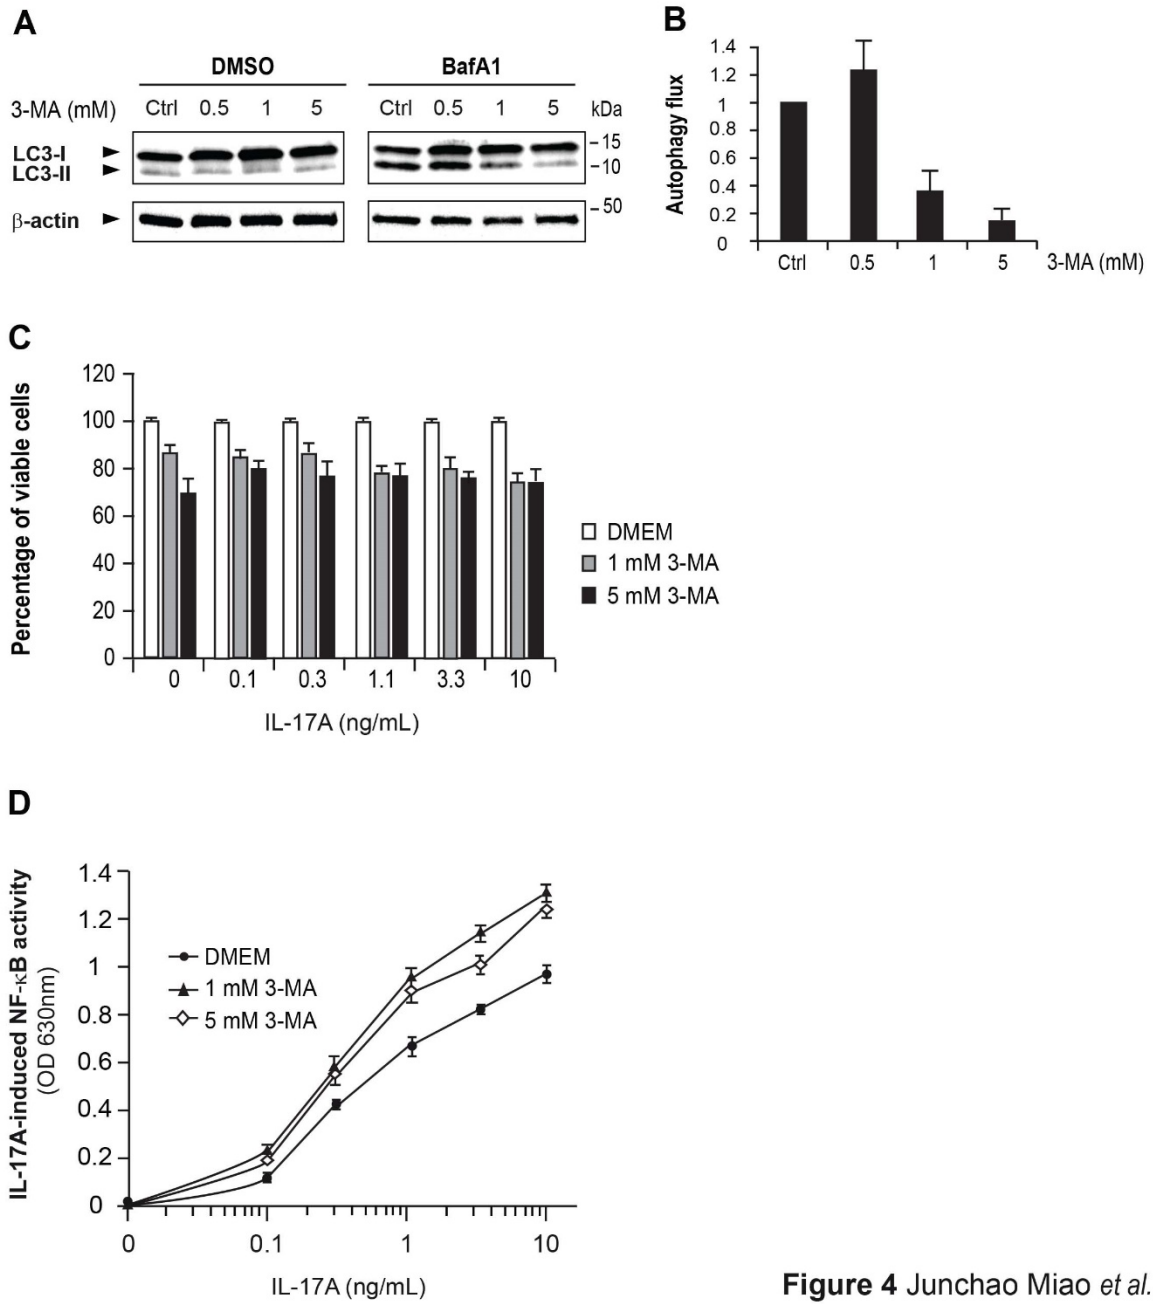 A
DMSO BafA1
3-MA (mM) Ctrl 0.5 1 5 Ctrl 0.5 1 5 kDa
LC3-I 15
LC3-II 10
β-actin 50
B
Autophagy flux
1.4
1.2
1
0.8
0.6
0.4
0.2
0
Ctrl 0.5 1 5 3-MA (mM)
C
Percentage of viable cells
120
100
80
60
40
20
0
0 0.1 0.3 1.1 3.3 10
IL-17A (ng/mL)
DMEM
1 mM 3-MA
5 mM 3-MA
D
IL-17A-induced NF-κB activity
(OD 630nm)
1.4
1.2
1
0.8
0.6
0.4
0.2
0
DMEM
1 mM 3-MA
5 mM 3-MA
0 0.1 1 10
IL-17A (ng/mL)
Figure 4 Junchao Miao et al.